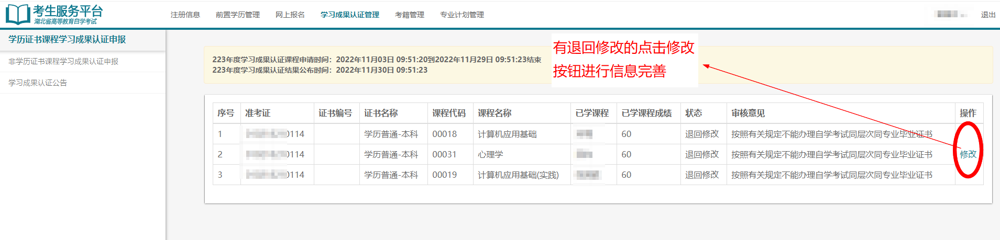 考生服务平台
湖北省高等教育自学考试
注册信息 前置学历管理 网上报名 学习成果认证管理 考籍管理 专业计划管理 退出
学历证书课程学习成果认证申报
非学历证书课程学习成果认证申报
学习成果认证公告
223年度学习成果认证课程申请时间：2022年11月03日 09:51:20到2022年11月29日 09:51:23结束
223年度学习成果认证结果公布时间：2022年11月30日 09:51:23
有退回修改的点击修改
按钮进行信息完善
序号 准考证 证书编号 证书名称 课程代码 课程名称 已学课程 已学课程成绩 状态 审核意见 操作
1 0114 学历普通-本科 00018 计算机应用基础 60 退回修改 按照有关规定不能办理自学考试同层次同专业毕业证书
2 0114 学历普通-本科 00031 心理学 60 退回修改 按照有关规定不能办理自学考试同层次同专业毕业证书 修改
3 0114 学历普通-本科 00019 计算机应用基础(实践) 60 退回修改 按照有关规定不能办理自学考试同层次同专业毕业证书